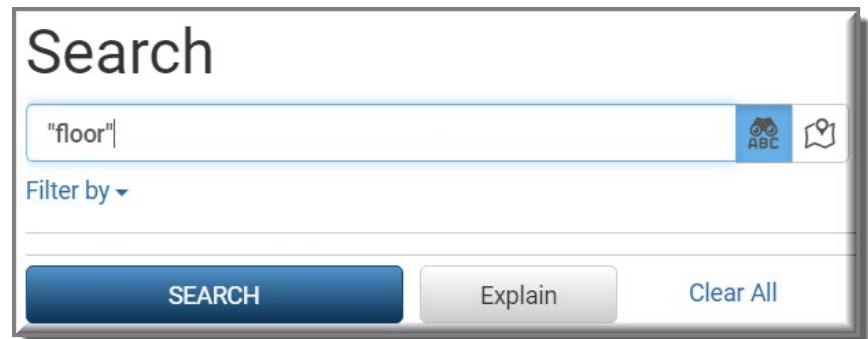 Search
"floor"
ABC
Filter by
SEARCH Explain Clear All